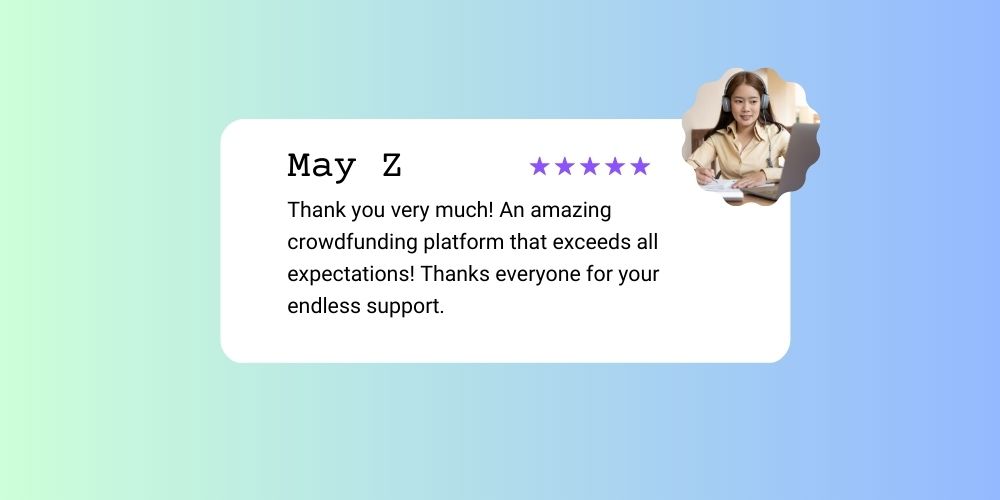 May Z
Thank you very much! An amazing
crowdfunding platform that exceeds all
expectations! Thanks everyone for your
endless support.